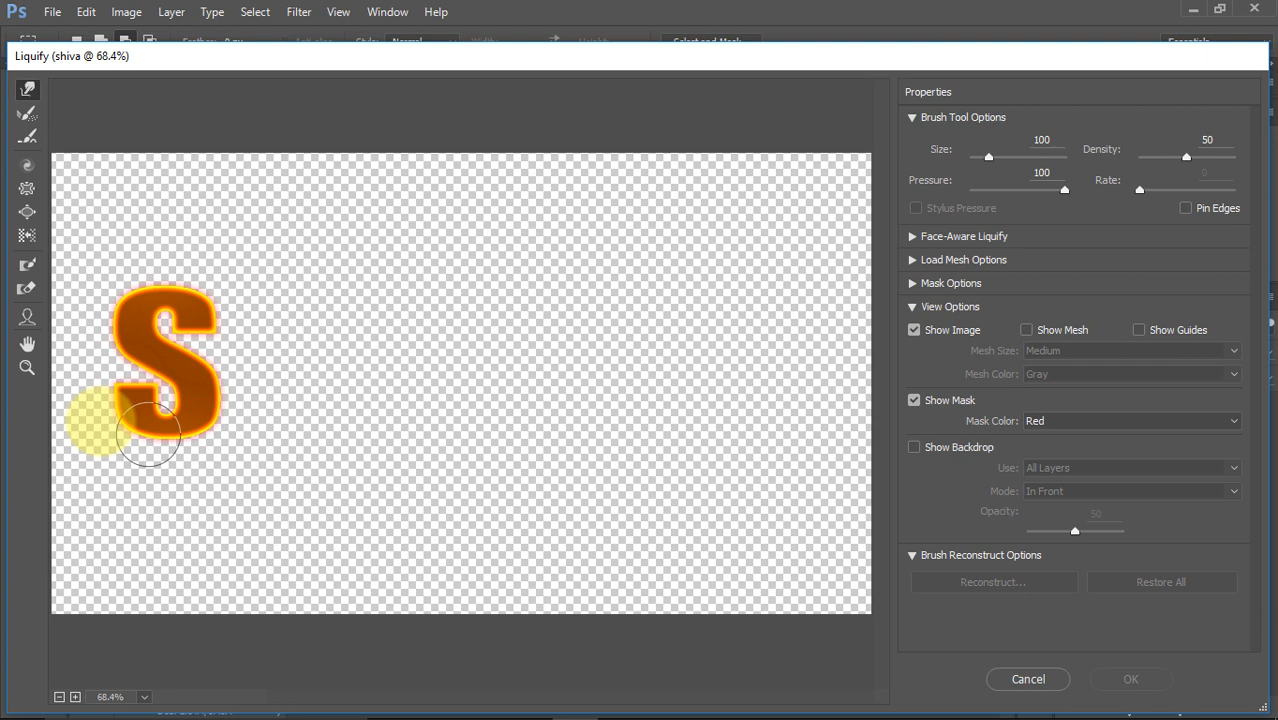 Ps File Edit Image Layer Type Select Filter View Window Help
Normal Select and Mask Essentials
Liquify (shiva @ 68.4%)
Properties
Brush Tool Options
Size: 100 Density: 50
Pressure: 100 Rate: 0
Stylus Pressure Pin Edges
Face-Aware Liquify
Load Mesh Options
Mask Options
View Options
Show Image Show Mesh Show Guides
Mesh Size: Medium
Mesh Color: Gray
Show Mask
Mask Color: Red
Show Backdrop
Use: All Layers
Mode: In Front
Opacity: 50
Brush Reconstruct Options
Reconstruct... Restore All
S
68.4%
Cancel OK